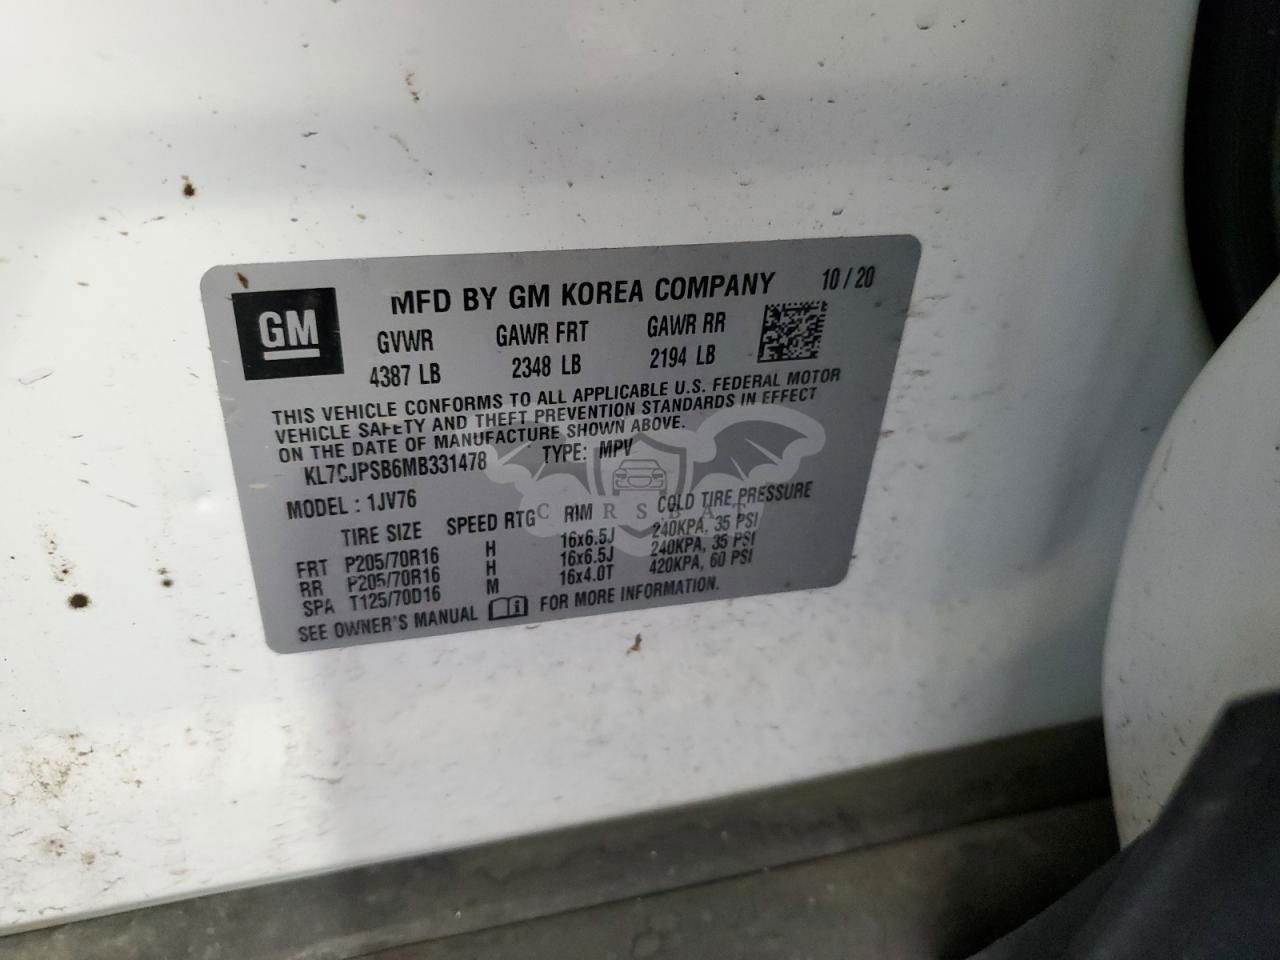 GM
MFD BY GM KOREA COMPANY 10 / 20
GVWR GAWR FRT GAWR RR
4387 LB 2348 LB 2194 LB
THIS VEHICLE CONFORMS TO ALL APPLICABLE U.S. FEDERAL MOTOR
VEHICLE SAFETY AND THEFT PREVENTION STANDARDS IN EFFECT
ON THE DATE OF MANUFACTURE SHOWN ABOVE.
KL7CJPSB6MB331478 TYPE: MPV
MODEL : 1JV76
CARSBAT
TIRE SIZE SPEED RTG RIM COLD TIRE PRESSURE
FRT P205/70R16 H 16x6.5J 240KPA, 35 PSI
RR P205/70R16 H 16x6.5J 240KPA, 35 PSI
SPA T125/70D16 M 16x4.0T 420KPA, 60 PSI
SEE OWNER'S MANUAL FOR MORE INFORMATION.